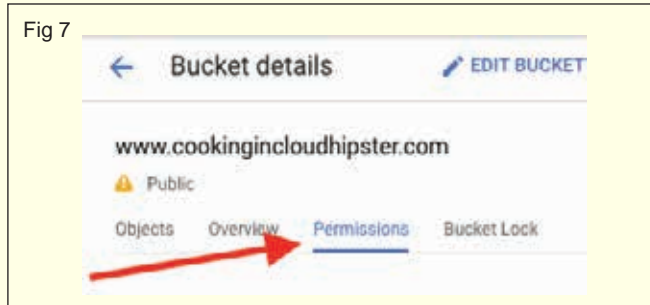 Fig 7
← Bucket details EDIT BUCKET
www.cookingincloudhipster.com
Public
Objects Overview Permissions Bucket Lock